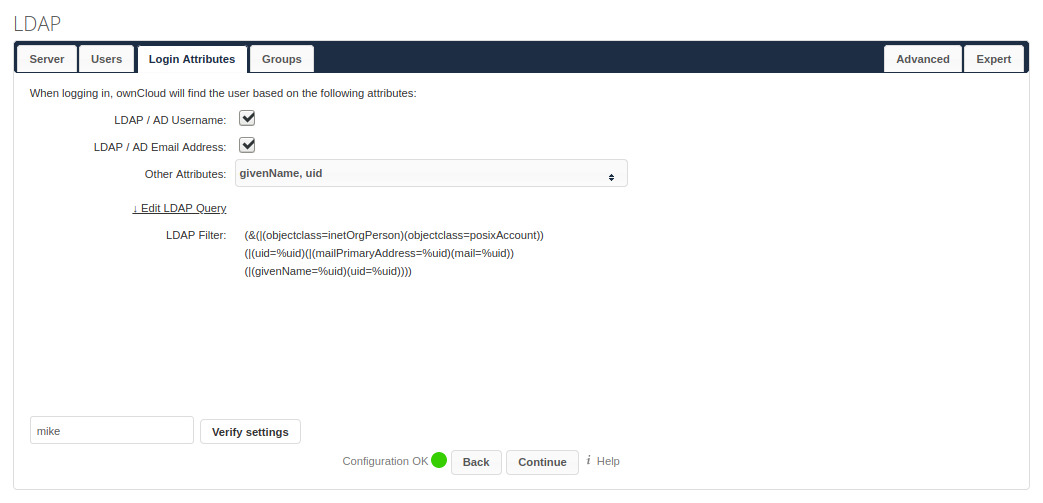 LDAP
Server Users Login Attributes Groups Advanced Expert
When logging in, ownCloud will find the user based on the following attributes:
LDAP / AD Username:
LDAP / AD Email Address:
Other Attributes: givenName, uid
↓ Edit LDAP Query
LDAP Filter: (&(|(objectclass=inetOrgPerson)(objectclass=posixAccount))
(|(uid=%uid)(|(mailPrimaryAddress=%uid)(mail=%uid))
(|(givenName=%uid)(uid=%uid))))
mike Verify settings
Configuration OK Back Continue i Help